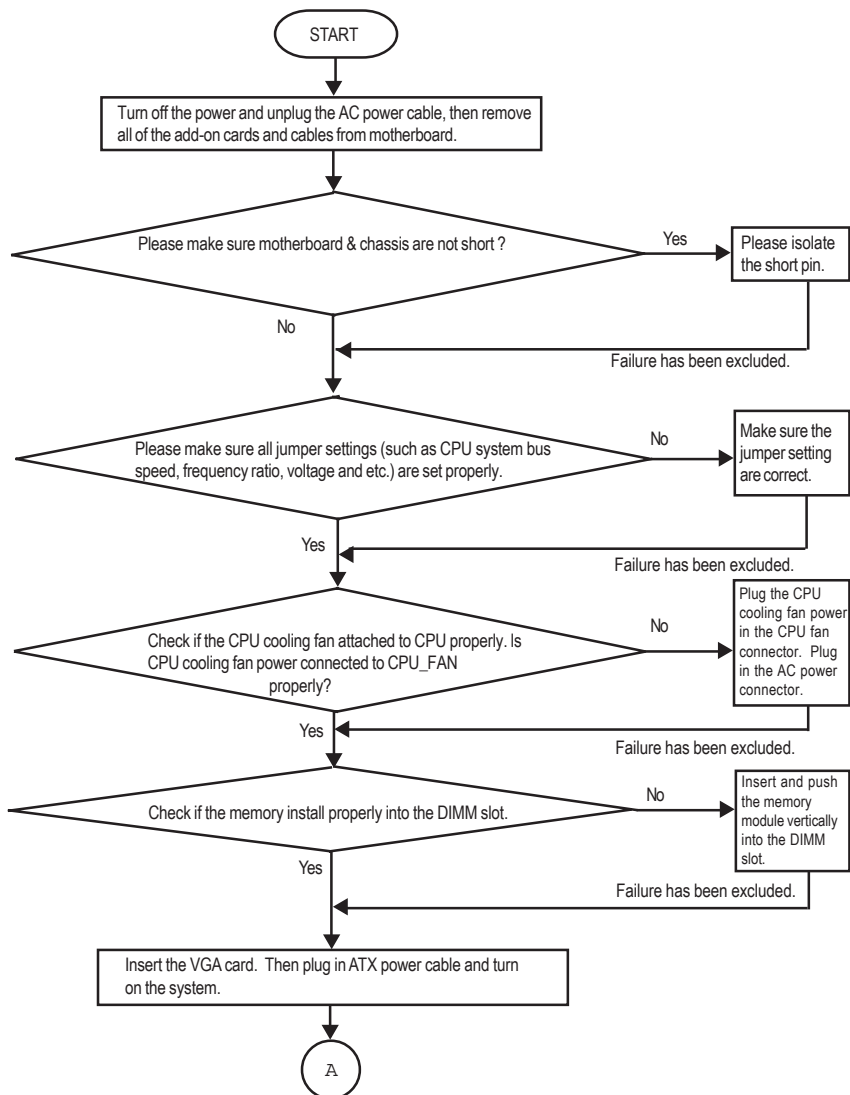 START
Turn off the power and unplug the AC power cable, then remove
all of the add-on cards and cables from motherboard.
Please make sure motherboard & chassis are not short ?
Yes
Please isolate
the short pin.
No
Failure has been excluded.
Please make sure all jumper settings (such as CPU system bus
speed, frequency ratio, voltage and etc.) are set properly.
No
Make sure the
jumper setting
are correct.
Yes
Failure has been excluded.
Check if the CPU cooling fan attached to CPU properly. Is
CPU cooling fan power connected to CPU_FAN
properly?
No
Plug the CPU
cooling fan power
in the CPU fan
connector. Plug
in the AC power
connector.
Yes
Failure has been excluded.
Check if the memory install properly into the DIMM slot.
No
Insert and push
the memory
module vertically
into the DIMM
slot.
Yes
Failure has been excluded.
Insert the VGA card. Then plug in ATX power cable and turn
on the system.
A